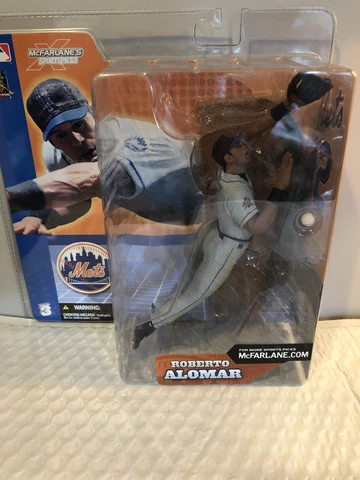 McFARLANE'S
SPORTSPICKS
Mets
WARNING:
CHOKING HAZARD
3
ROBERTO
ALOMAR
FOR MORE SPORTS PICKS
McFARLANE.COM